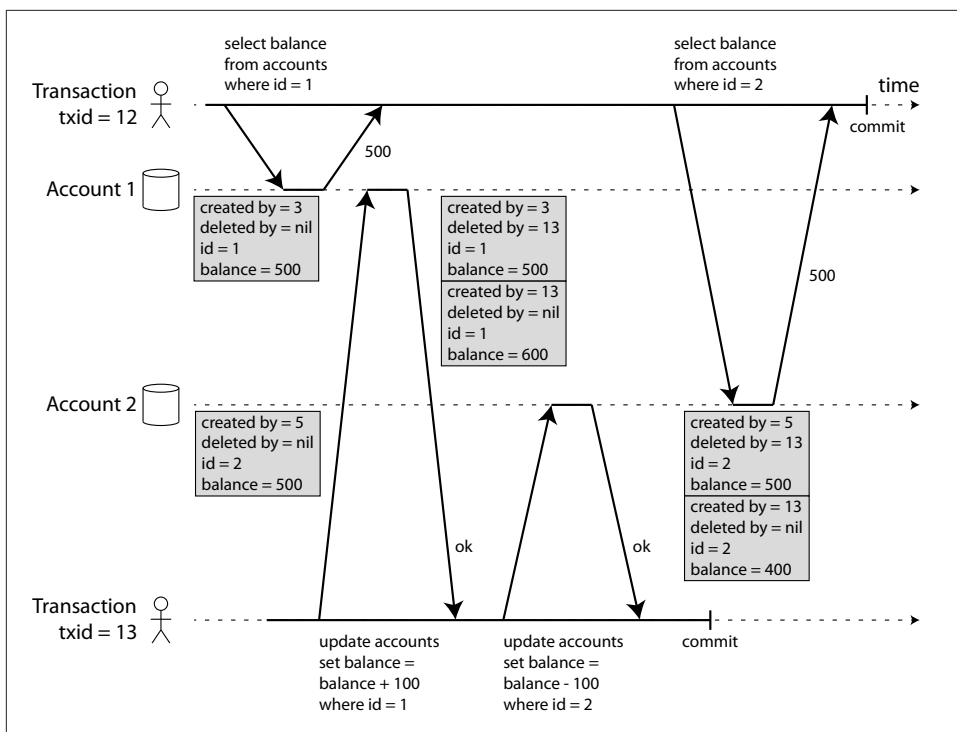 select balance
from accounts
where id = 1
select balance
from accounts
where id = 2
Transaction
txid = 12
time
commit
500
Account 1
created by = 3
deleted by = nil
id = 1
balance = 500
created by = 3
deleted by = 13
id = 1
balance = 500
created by = 13
deleted by = nil
id = 1
balance = 600
500
Account 2
created by = 5
deleted by = nil
id = 2
balance = 500
created by = 5
deleted by = 13
id = 2
balance = 500
created by = 13
deleted by = nil
id = 2
balance = 400
ok
ok
Transaction
txid = 13
update accounts
set balance =
balance + 100
where id = 1
update accounts
set balance =
balance - 100
where id = 2
commit